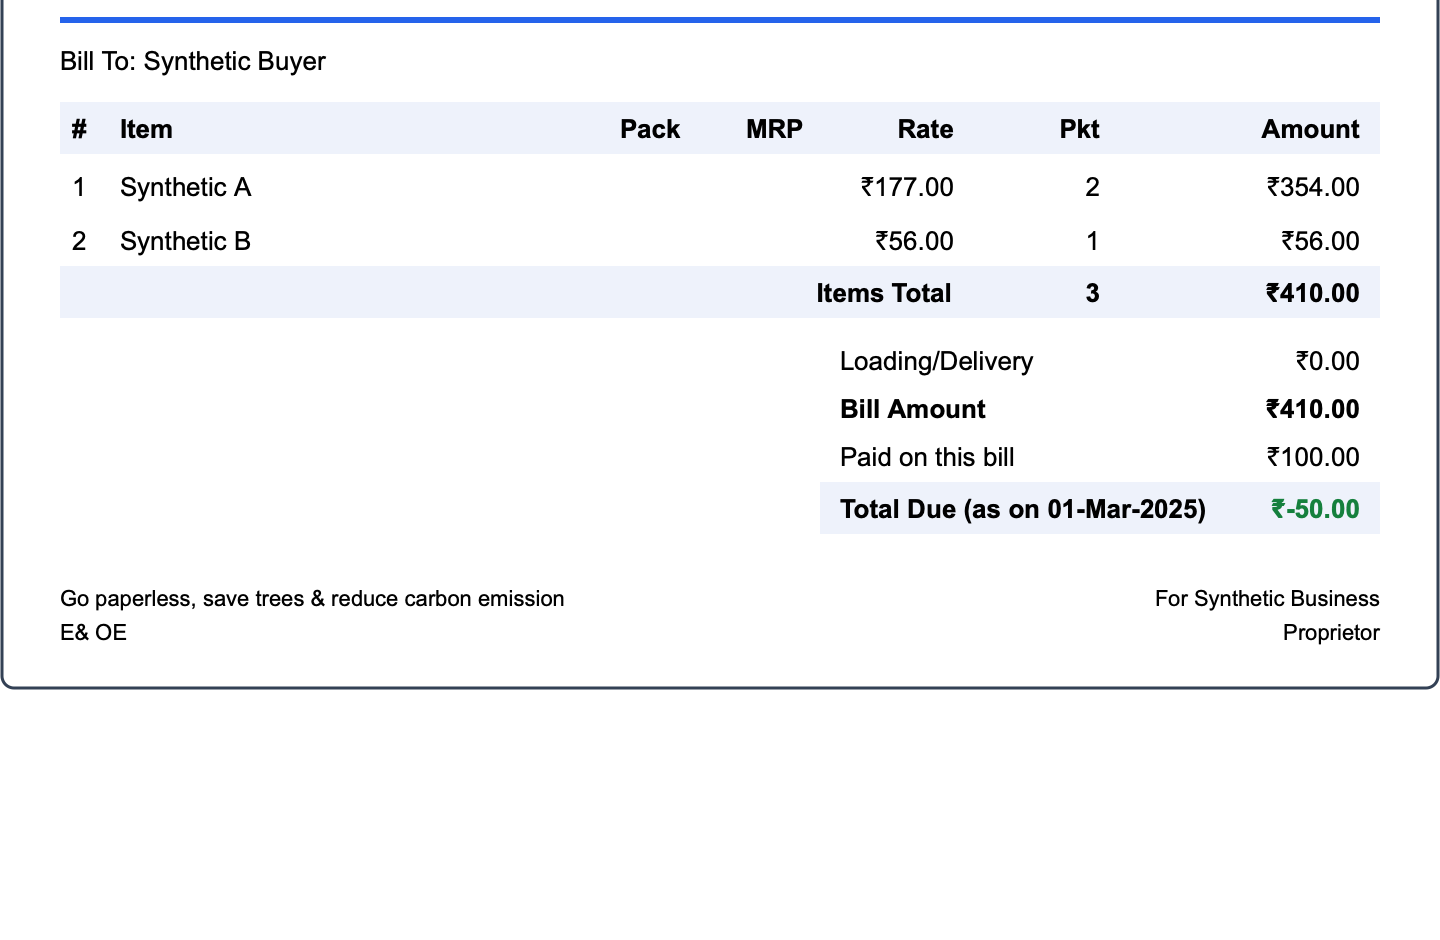 Bill To: Synthetic Buyer
# Item Pack MRP Rate Pkt Amount
1 Synthetic A ₹177.00 2 ₹354.00
2 Synthetic B ₹56.00 1 ₹56.00
Items Total 3 ₹410.00
Loading/Delivery ₹0.00
Bill Amount ₹410.00
Paid on this bill ₹100.00
Total Due (as on 01-Mar-2025) ₹-50.00
Go paperless, save trees & reduce carbon emission For Synthetic Business
E& OE Proprietor